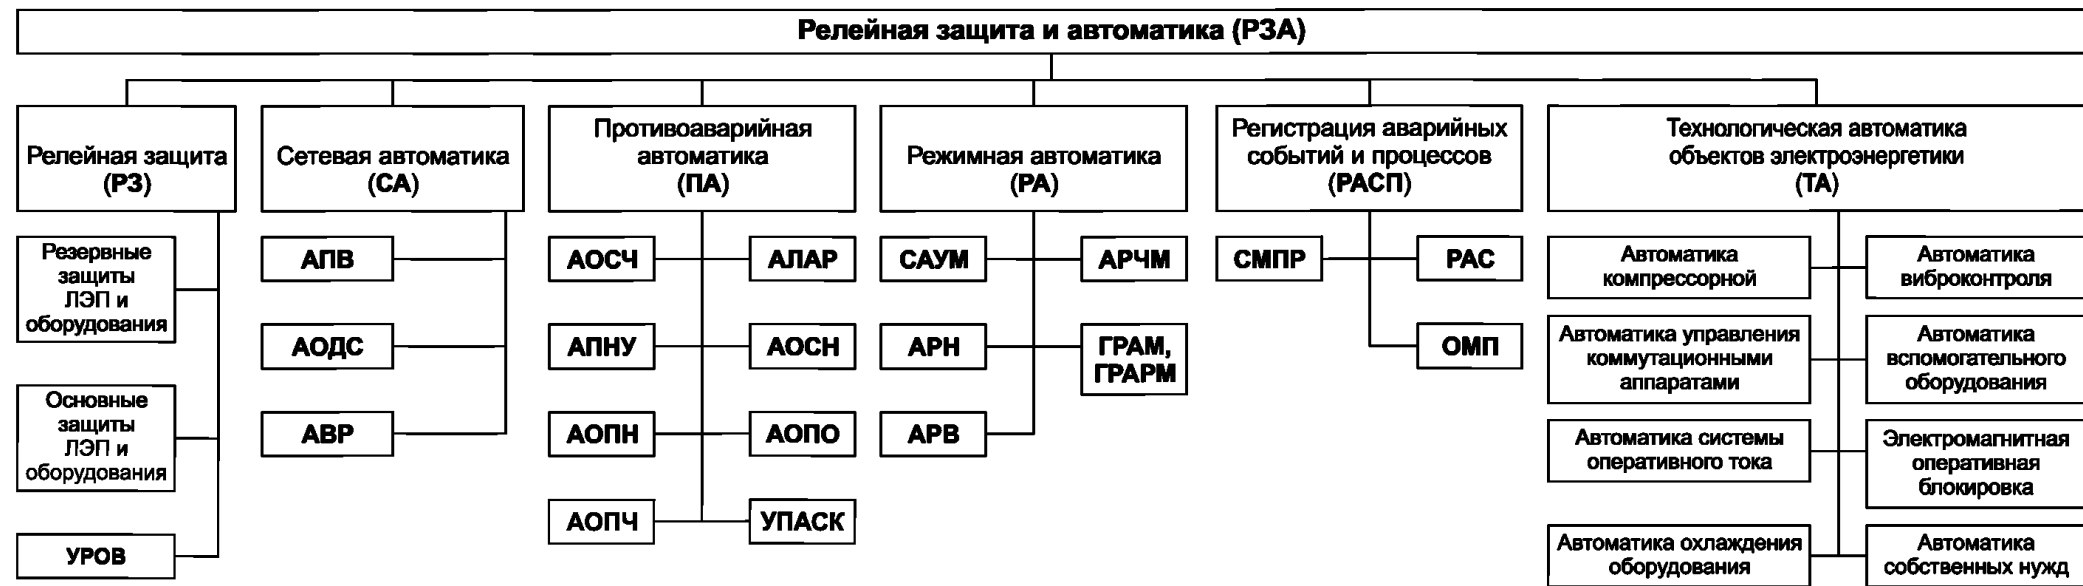 Релейная защита и автоматика (РЗА)
Релейная защита
(РЗ)
Сетевая автоматика
(СА)
Противоаварийная
автоматика
(ПА)
Режимная автоматика
(РА)
Регистрация аварийных
событий и процессов
(РАСП)
Технологическая автоматика
объектов электроэнергетики
(ТА)
Резервные
защиты
ЛЭП и
оборудования
Основные
защиты
ЛЭП и
оборудования
УРОВ
АПВ
АОДС
АВР
АОСЧ
АЛАР
АПНУ
АОСН
АОПН
АОПО
АОПЧ
УПАСК
САУМ
АРЧМ
АРН
ГРАМ,
ГРАРМ
АРВ
СМПР
РАС
ОМП
Автоматика
компрессорной
Автоматика
виброконтроля
Автоматика управления
коммутационными
аппаратами
Автоматика
вспомогательного
оборудования
Автоматика системы
оперативного тока
Электромагнитная
оперативная
блокировка
Автоматика охлаждения
оборудования
Автоматика
собственных нужд